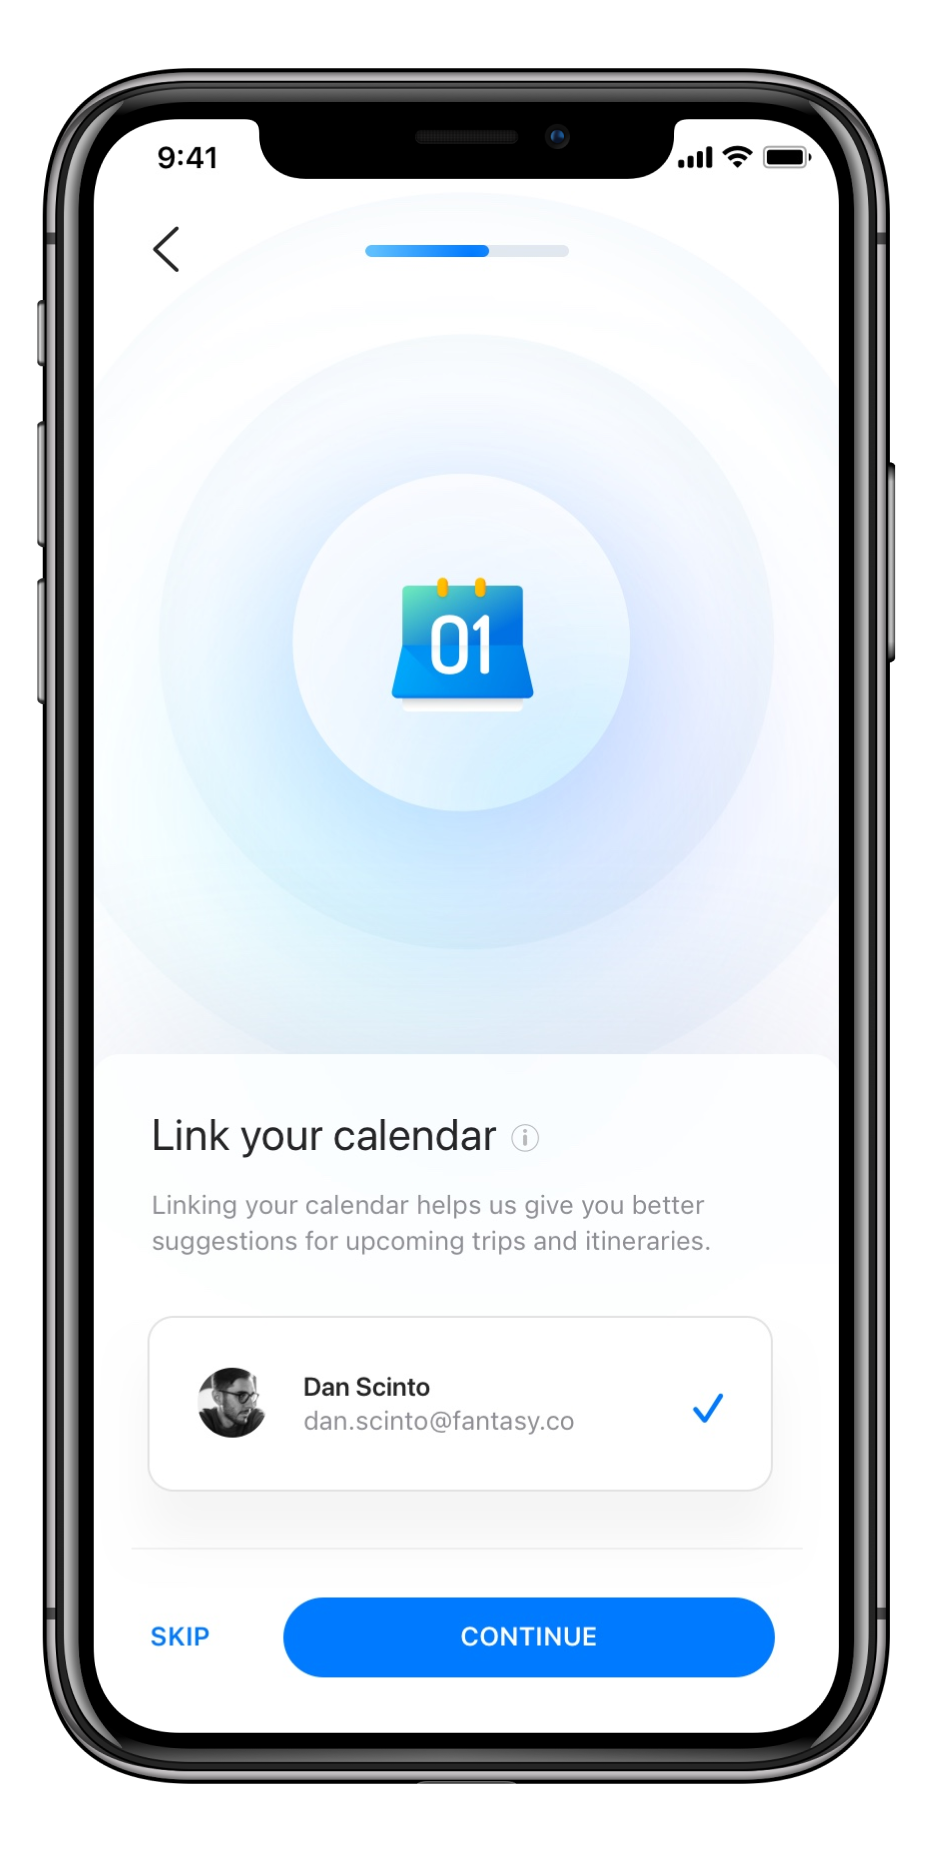 9:41
01
Link your calendar
Linking your calendar helps us give you better
suggestions for upcoming trips and itineraries.
Dan Scinto
dan.scinto@fantasy.co
SKIP
CONTINUE